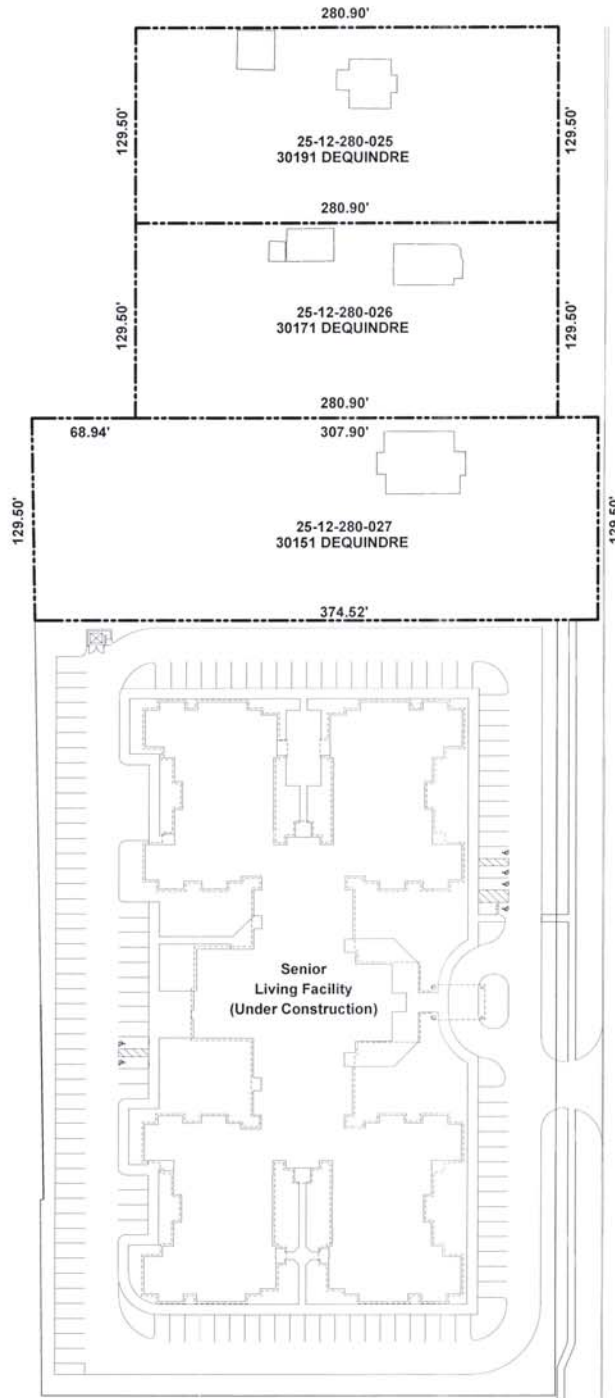 280.90'
129.50'
129.50'
25-12-280-025
30191 DEQUINDRE
280.90'
129.50'
129.50'
25-12-280-026
30171 DEQUINDRE
280.90'
68.94'
307.90'
129.50'
129.50'
25-12-280-027
30151 DEQUINDRE
374.52'
Senior
Living Facility
(Under Construction)